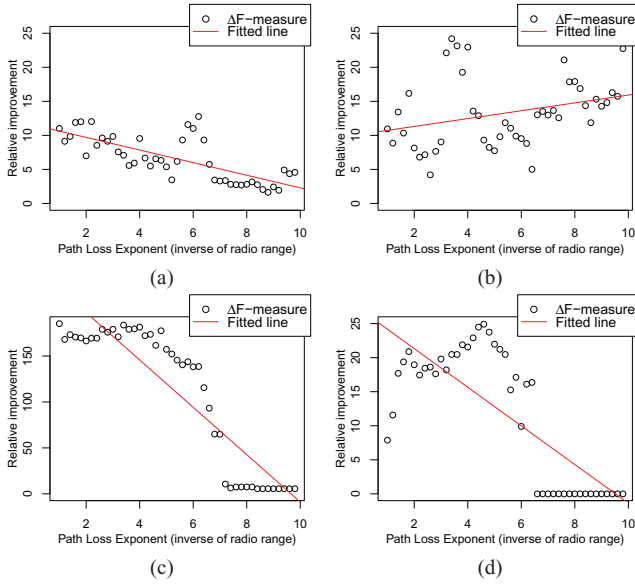 ΔF−measure
Fitted line
Relative improvement
25
20
15
10
5
0
2
4
6
8
10
Path Loss Exponent (inverse of radio range)
(a)
ΔF−measure
Fitted line
Relative improvement
25
20
15
10
5
0
2
4
6
8
10
Path Loss Exponent (inverse of radio range)
(b)
ΔF−measure
Fitted line
Relative improvement
150
100
50
0
2
4
6
8
10
Path Loss Exponent (inverse of radio range)
(c)
ΔF−measure
Fitted line
Relative improvement
25
20
15
10
5
0
2
4
6
8
10
Path Loss Exponent (inverse of radio range)
(d)